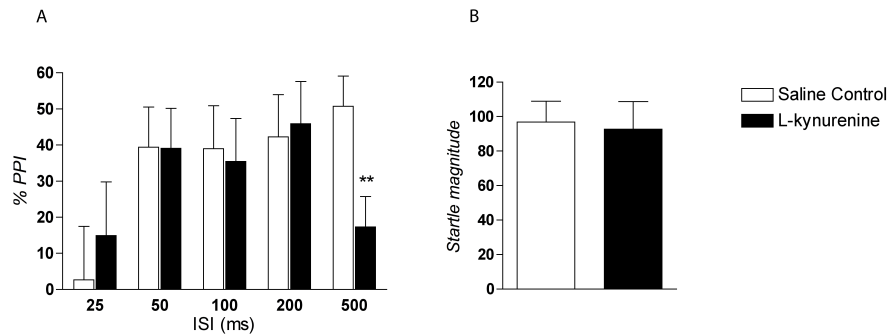 A
% PPI
60
50
40
30
20
10
0
**
25 50 100 200 500
ISI (ms)
B
Startle magnitude
120
100
80
60
40
20
0
Saline Control
L-kynurenine